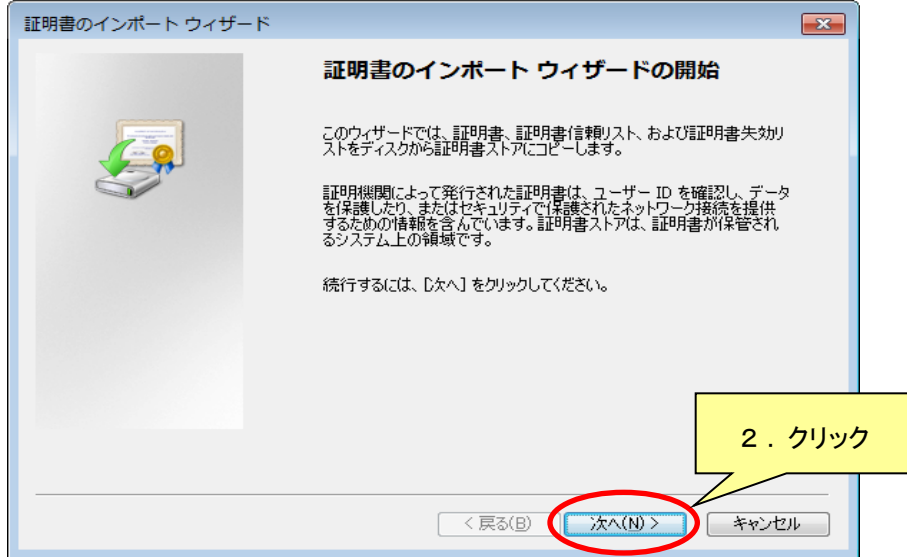 証明書のインポート ウィザード
証明書のインポート ウィザードの開始
このウィザードでは、証明書、証明書信頼リスト、および証明書失効リ
ストをディスクから証明書ストアにコピーします。
証明機関によって発行された証明書は、ユーザー ID を確認し、データ
を保護したり、またはセキュリティで保護されたネットワーク接続を提供
するための情報を含んでいます。証明書ストアは、証明書が保管され
るシステム上の領域です。
続行するには、[次へ] をクリックしてください。
２．クリック
< 戻る(B)
次へ(N) >
キャンセル